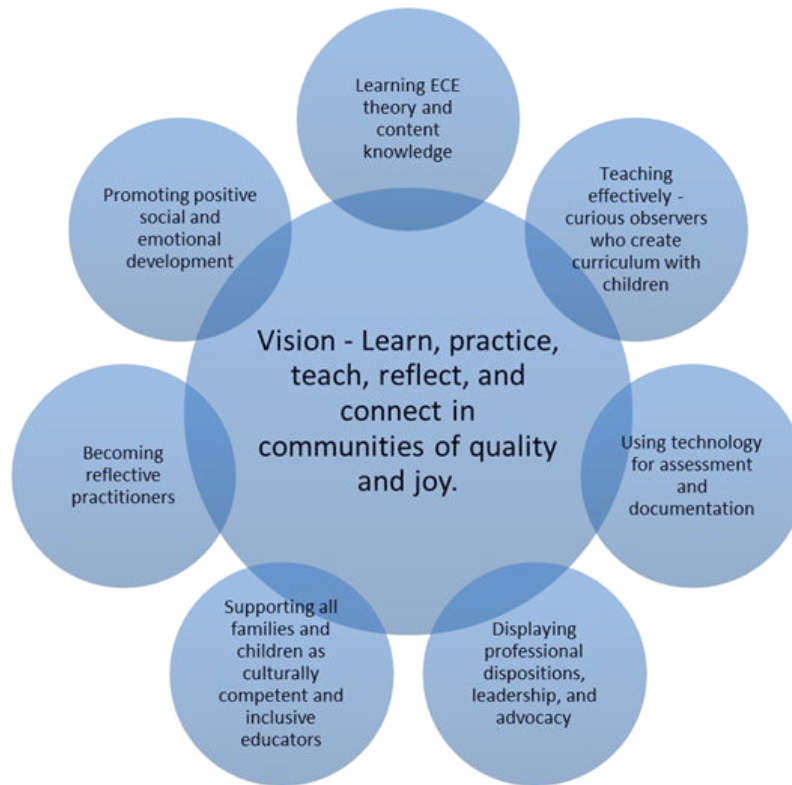 Learning ECE
theory and
content
knowledge
Teaching
effectively -
curious observers
who create
curriculum with
children
Using technology
for assessment
and
documentation
Displaying
professional
dispositions,
leadership, and
advocacy
Supporting all
families and
children as
culturally
competent and
inclusive
educators
Becoming
reflective
practitioners
Promoting positive
social and
emotional
development
Vision - Learn, practice,
teach, reflect, and
connect in
communities of quality
and joy.